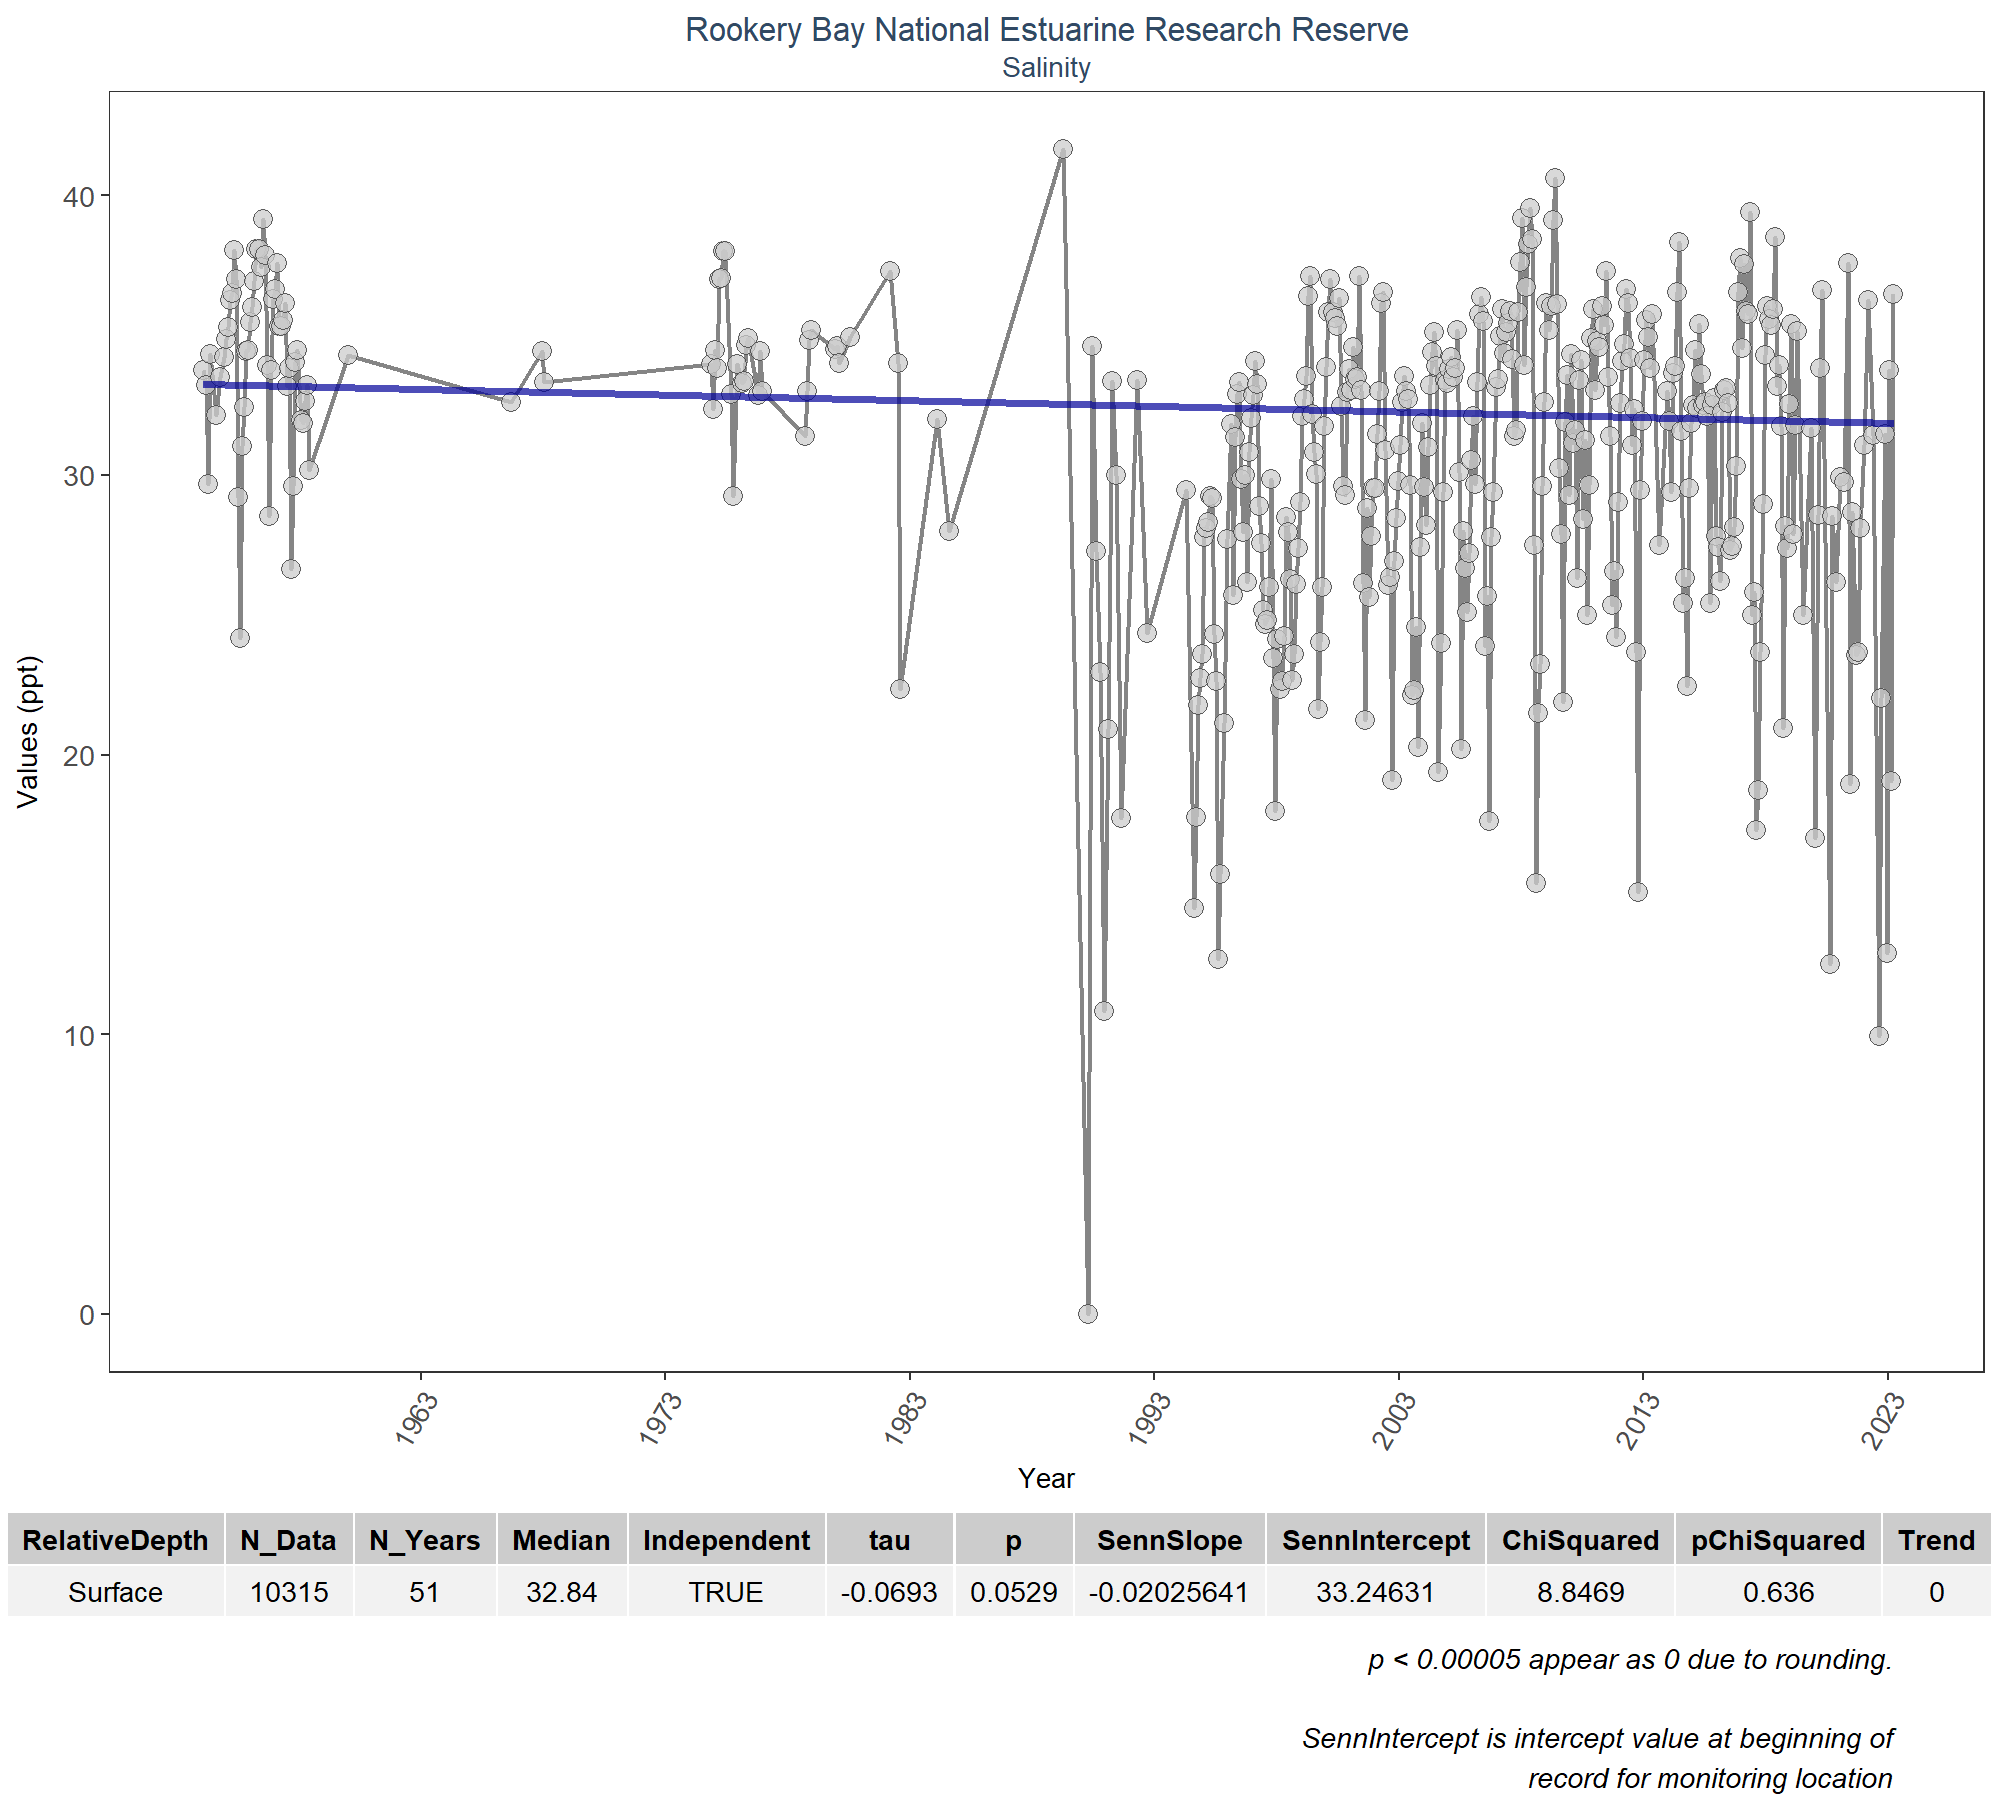 Rookery Bay National Estuarine Research Reserve
Salinity
40
30
20
10
0
Values (ppt)
1963 1973 1983 1993 2003 2013 2023
Year
RelativeDepth N_Data N_Years Median Independent tau p SennSlope SennIntercept ChiSquared pChiSquared Trend
Surface 10315 51 32.84 TRUE -0.0693 0.0529 -0.02025641 33.24631 8.8469 0.636 0
p < 0.00005 appear as 0 due to rounding.
SennIntercept is intercept value at beginning of
record for monitoring location